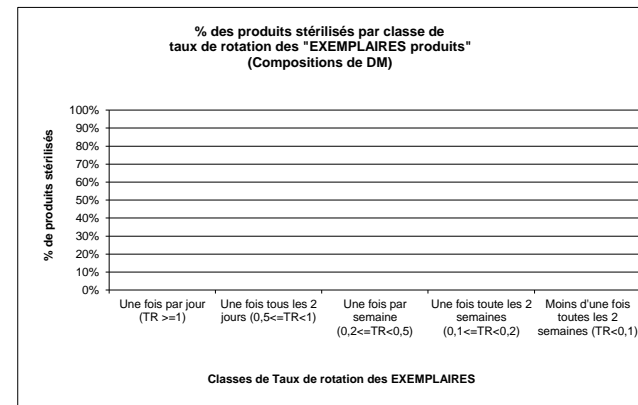 % des produits stérilisés par classe de
taux de rotation des "EXEMPLAIRES produits"
(Compositions de DM)
% de produits stérilisés
100%
90%
80%
70%
60%
50%
40%
30%
20%
10%
0%
Une fois par jour
(TR >=1)
Une fois tous les 2
jours (0,5<=TR<1)
Une fois par
semaine
(0,2<=TR<0,5)
Une fois toute les 2
semaines
(0,1<=TR<0,2)
Moins d'une fois
toutes les 2
semaines (TR<0,1)
Classes de Taux de rotation des EXEMPLAIRES